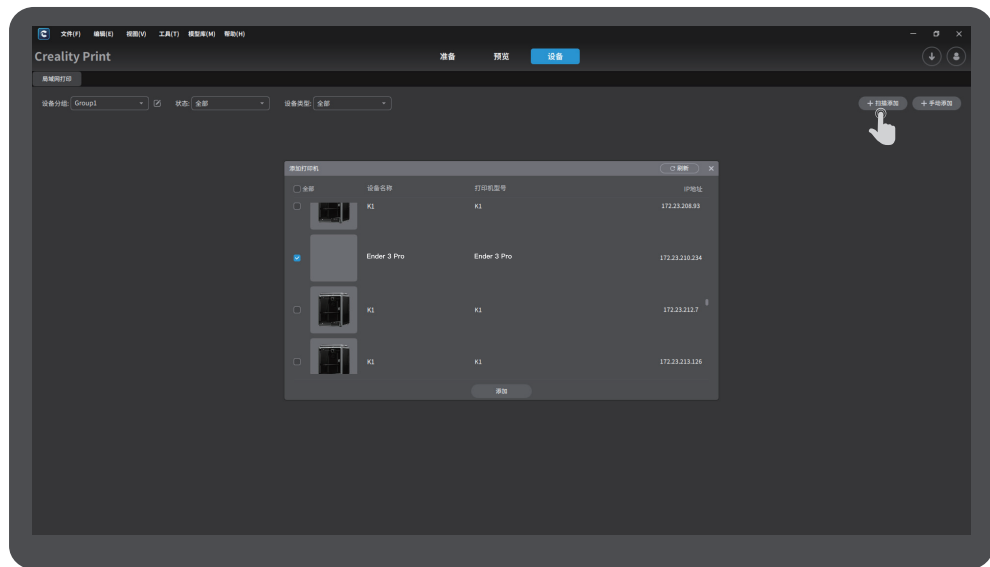 文件(F) 编辑(E) 视图(V) 工具(T) 模型库(M) 帮助(H)
Creality Print 准备 预览 设备
局域网打印
设备分组: Group1 状态: 全部 设备类型: 全部 + 扫描添加 + 手动添加
添加打印机 刷新
全部 设备名称 打印机型号 IP地址
K1 K1 172.23.208.93
Ender 3 Pro Ender 3 Pro 172.23.210.234
K1 K1 172.23.212.7
K1 K1 172.23.213.126
添加